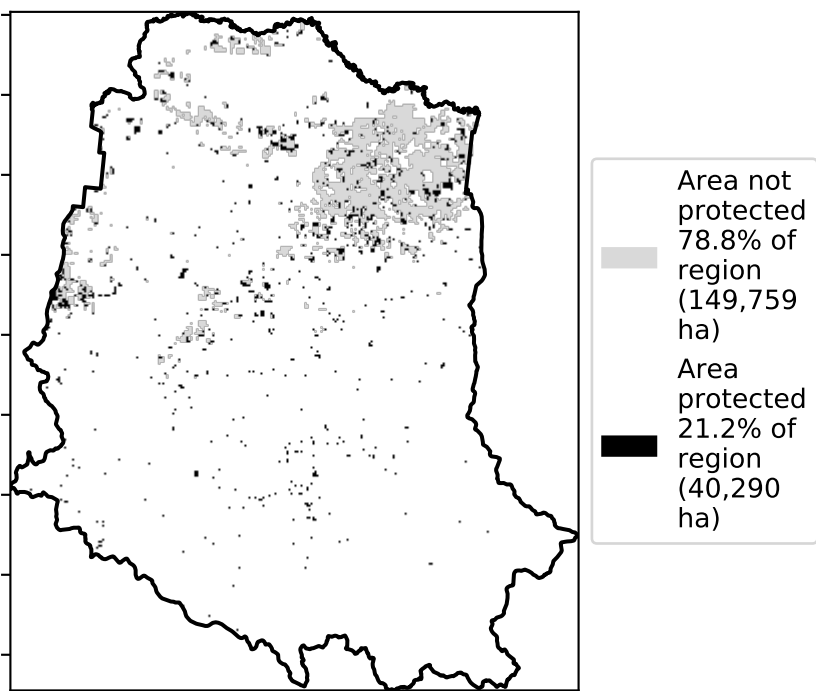 Area not
protected
78.8% of
region
(149,759
ha)
Area
protected
21.2% of
region
(40,290
ha)